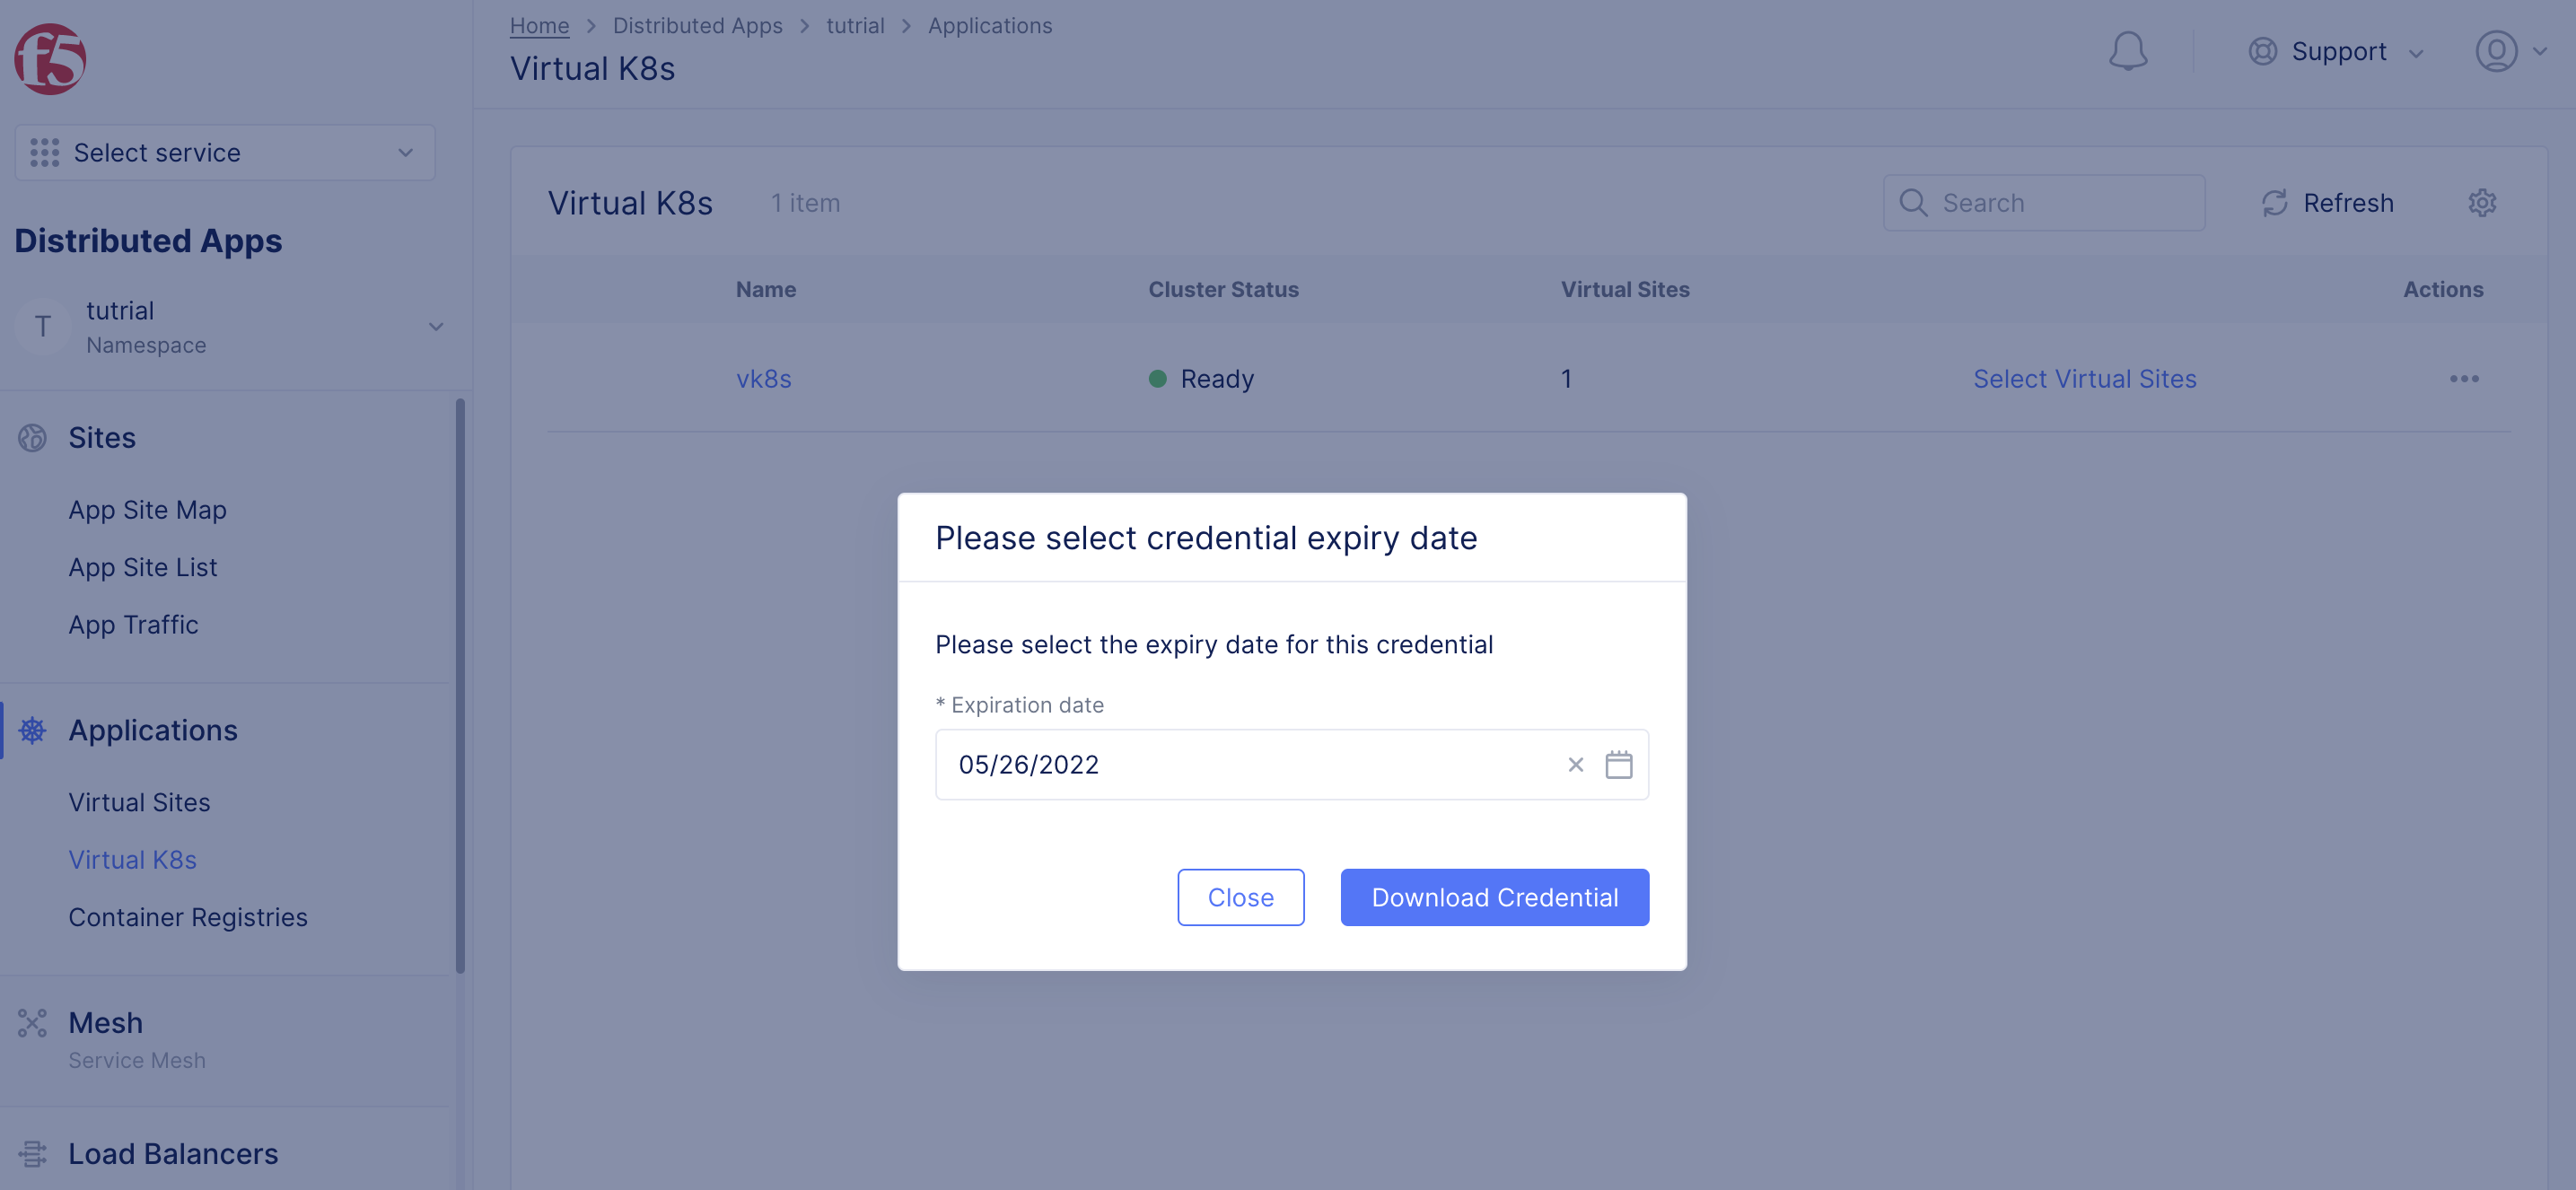 f5
Home > Distributed Apps > tutrial > Applications
Virtual K8s
Support
Select service
Distributed Apps
T
tutrial
Namespace
Sites
App Site Map
App Site List
App Traffic
Applications
Virtual Sites
Virtual K8s
Container Registries
Mesh
Service Mesh
Load Balancers
Virtual K8s 1 item Search Refresh
Name Cluster Status Virtual Sites Actions
vk8s Ready 1 Select Virtual Sites •••
Please select credential expiry date
Please select the expiry date for this credential
* Expiration date
05/26/2022
Close Download Credential